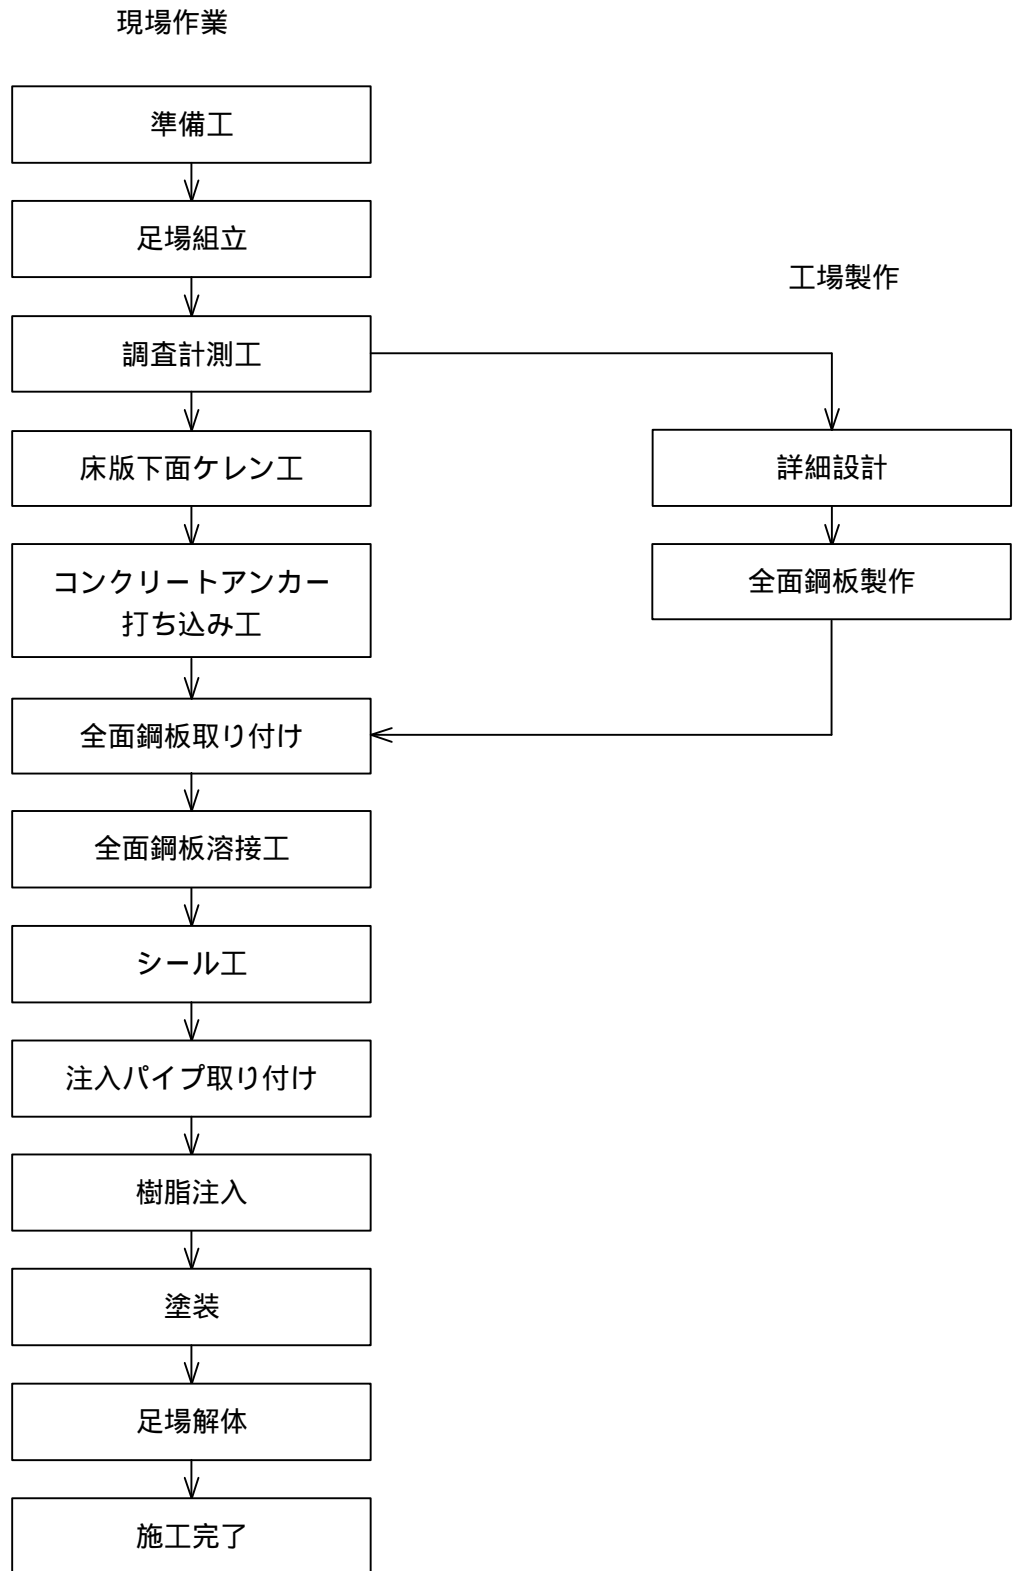 現場作業
準備工
足場組立
工場製作
調査計測工
床版下面ケレン工
詳細設計
コンクリートアンカー
打ち込み工
全面鋼板製作
全面鋼板取り付け
全面鋼板溶接工
シール工
注入パイプ取り付け
樹脂注入
塗装
足場解体
施工完了